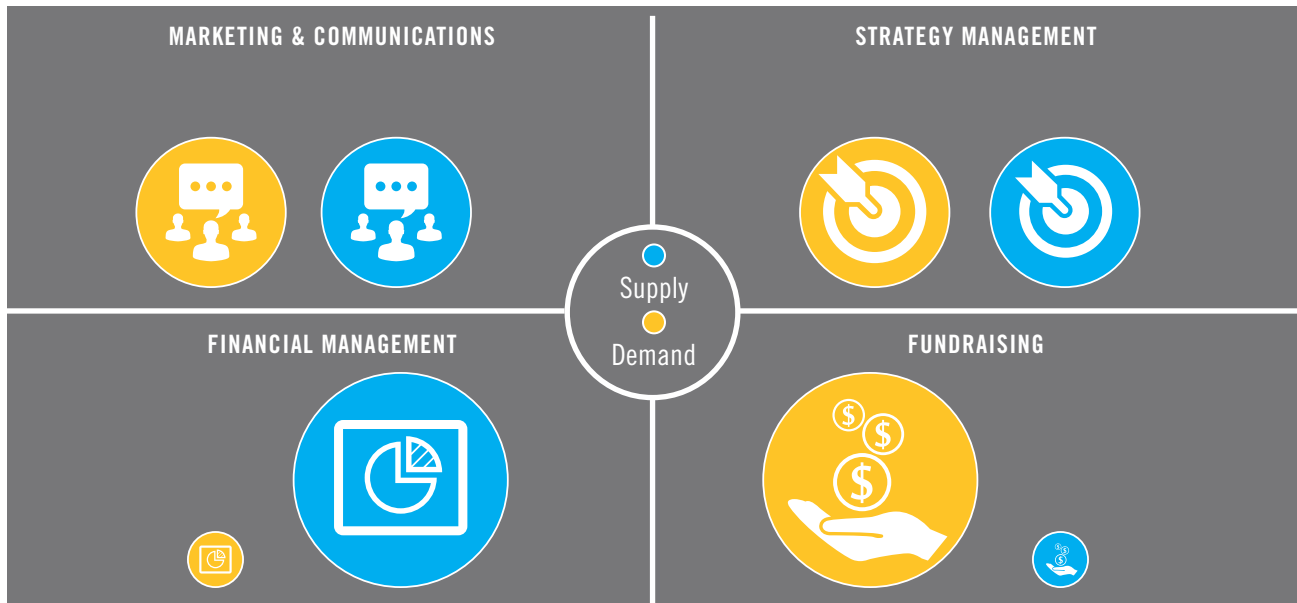 MARKETING & COMMUNICATIONS
STRATEGY MANAGEMENT
Supply
Demand
FINANCIAL MANAGEMENT
FUNDRAISING
$
$
$
$
$
$